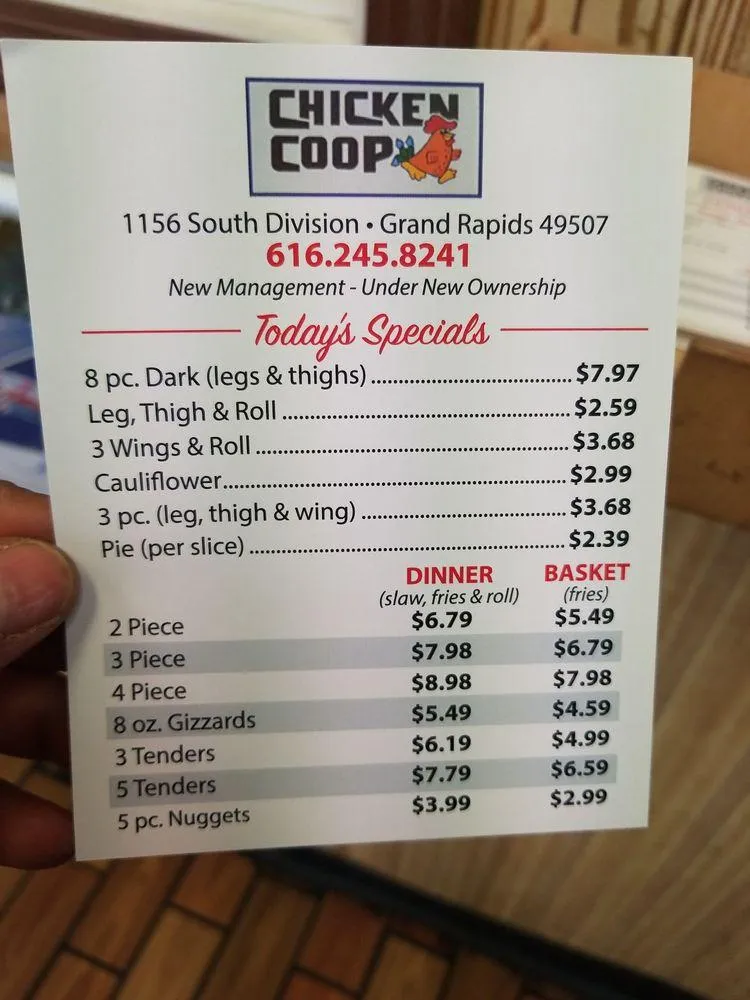 CHICKEN
COOP
1156 South Division • Grand Rapids 49507
616.245.8241
New Management - Under New Ownership
Today's Specials
8 pc. Dark (legs & thighs) $7.97
Leg, Thigh & Roll $2.59
3 Wings & Roll $3.68
Cauliflower $2.99
3 pc. (leg, thigh & wing) $3.68
Pie (per slice) $2.39
DINNER BASKET
(slaw, fries & roll) (fries)
2 Piece $6.79 $5.49
3 Piece $7.98 $6.79
4 Piece $8.98 $7.98
8 oz. Gizzards $5.49 $4.59
3 Tenders $6.19 $4.99
5 Tenders $7.79 $6.59
5 pc. Nuggets $3.99 $2.99